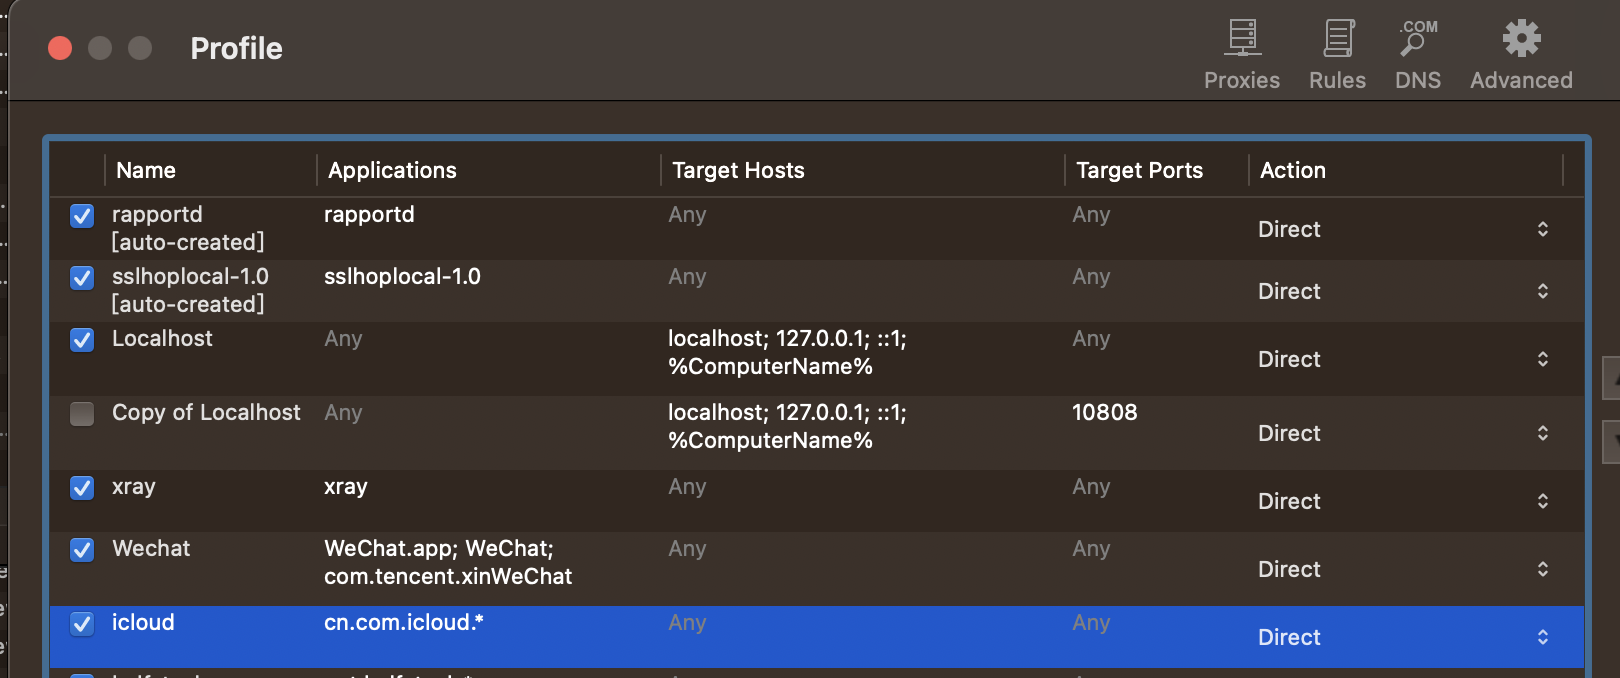 Profile
.COM
Proxies Rules DNS Advanced
Name Applications Target Hosts Target Ports Action
rapportd rapportd Any Any Direct
[auto-created]
sslhoplocal-1.0 sslhoplocal-1.0 Any Any Direct
[auto-created]
Localhost Any localhost; 127.0.0.1; ::1; Any Direct
%ComputerName%
Copy of Localhost Any localhost; 127.0.0.1; ::1; 10808 Direct
%ComputerName%
xray xray Any Any Direct
Wechat WeChat.app; WeChat; Any Any Direct
com.tencent.xinWeChat
icloud cn.com.icloud.* Any Any Direct